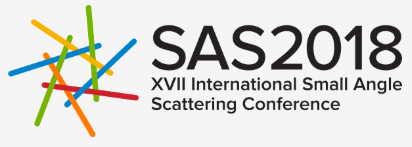 SAS2018
XVII International Small Angle
Scattering Conference